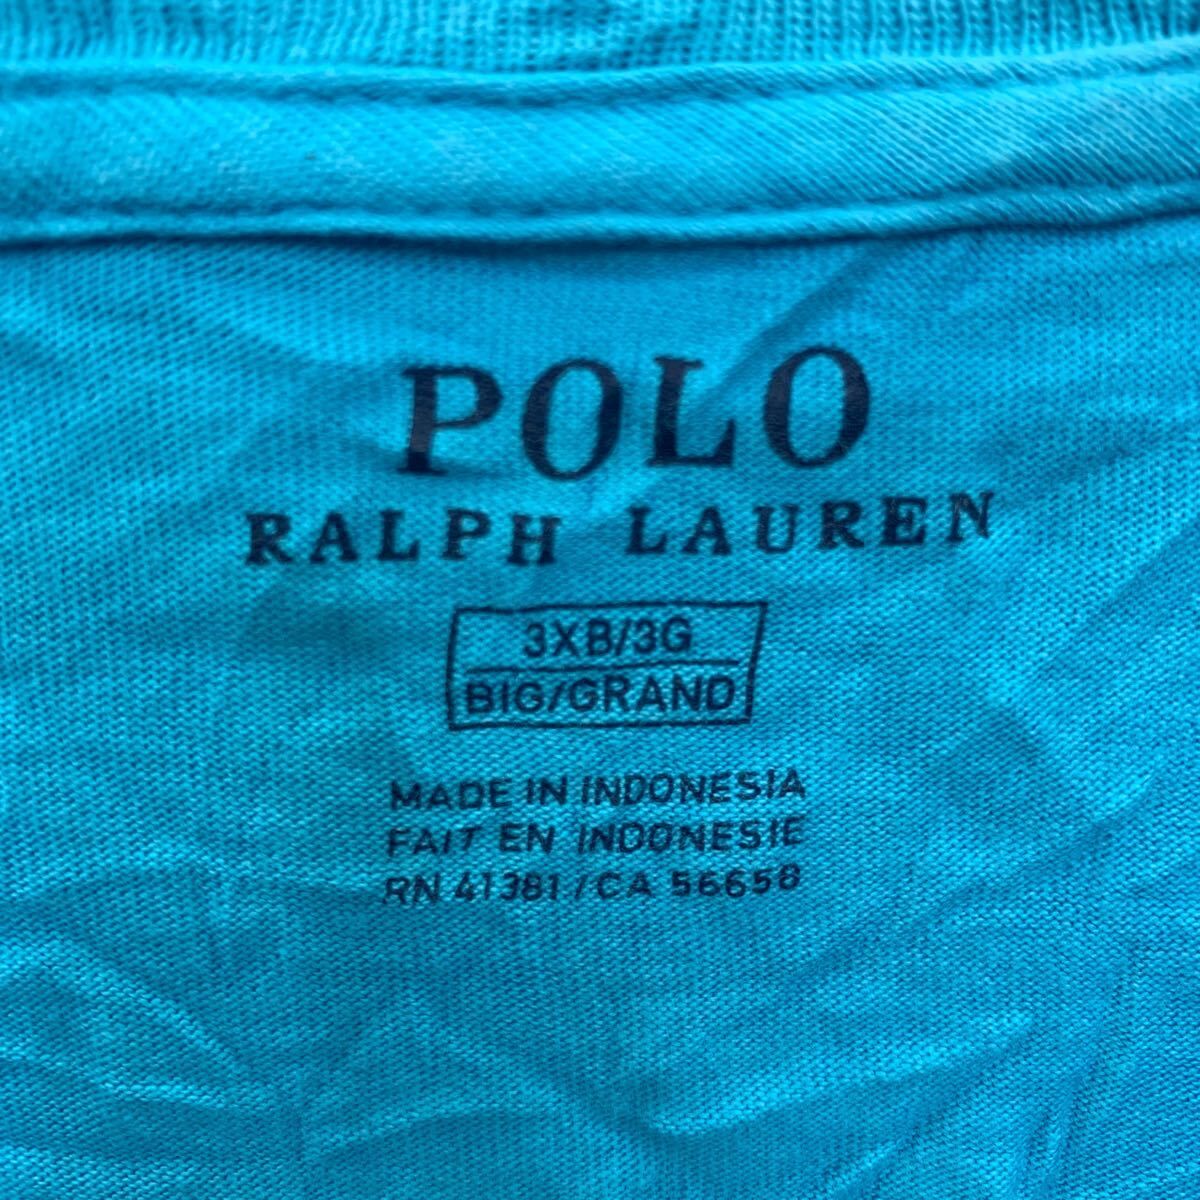 POLO
RALPH LAUREN
3XB/3G
BIG/GRAND
MADE IN INDONESIA
FAIT EN INDONESIE
RN 41381/CA 56658